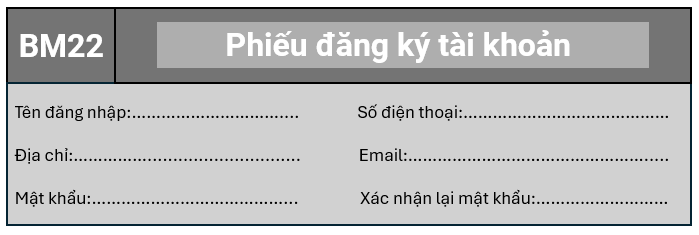 BM22 Phiếu đăng ký tài khoản
Tên đăng nhập:................................... Số điện thoại:...........................................
Địa chỉ:............................................... Email:......................................................
Mật khẩu:........................................... Xác nhận lại mật khẩu:...........................